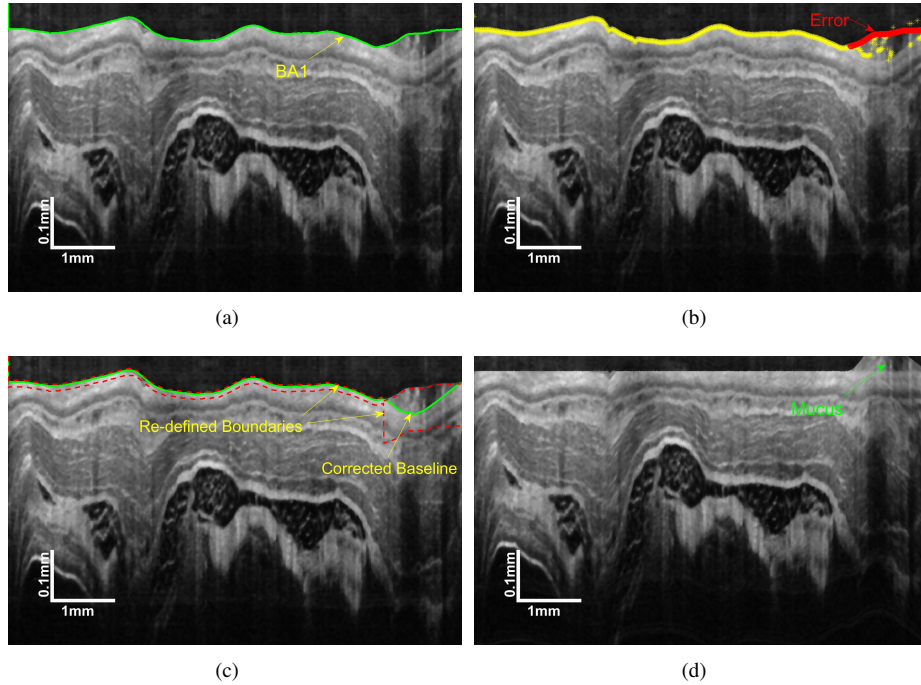 BA1
0.1mm
1mm
(a)
Error
0.1mm
1mm
(b)
Re-defined Boundaries
Corrected Baseline
0.1mm
1mm
(c)
Mucus
0.1mm
1mm
(d)